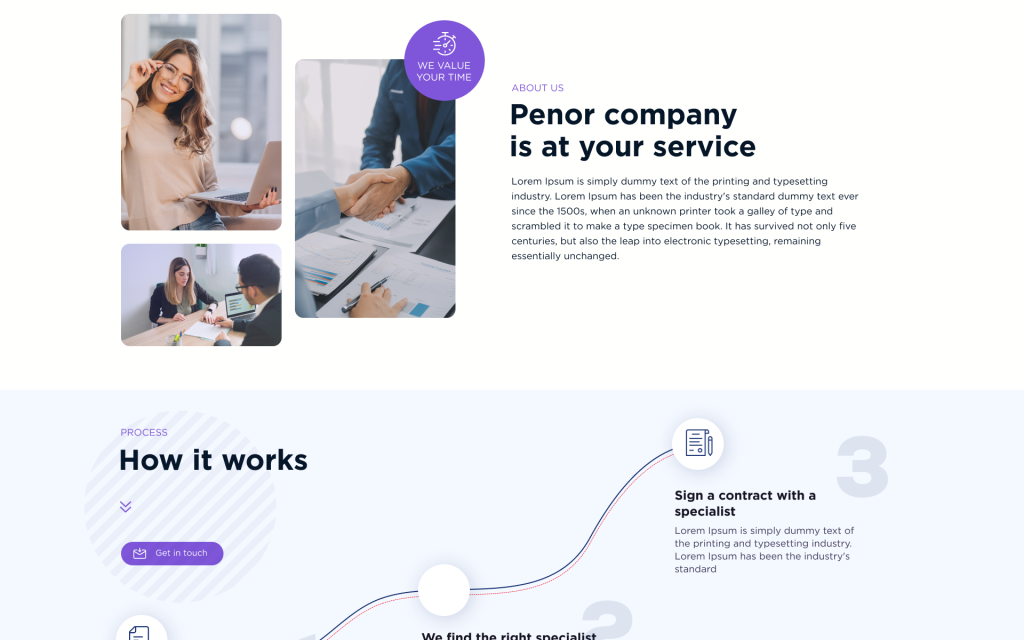 WE VALUE
YOUR TIME
ABOUT US
Penor company
is at your service
Lorem Ipsum is simply dummy text of the printing and typesetting
industry. Lorem Ipsum has been the industry's standard dummy text ever
since the 1500s, when an unknown printer took a galley of type and
scrambled it to make a type specimen book. It has survived not only five
centuries, but also the leap into electronic typesetting, remaining
essentially unchanged.
PROCESS
How it works
Get in touch
3
Sign a contract with a
specialist
Lorem Ipsum is simply dummy text of
the printing and typesetting industry.
Lorem Ipsum has been the industry's
standard
2
We find the right specialist